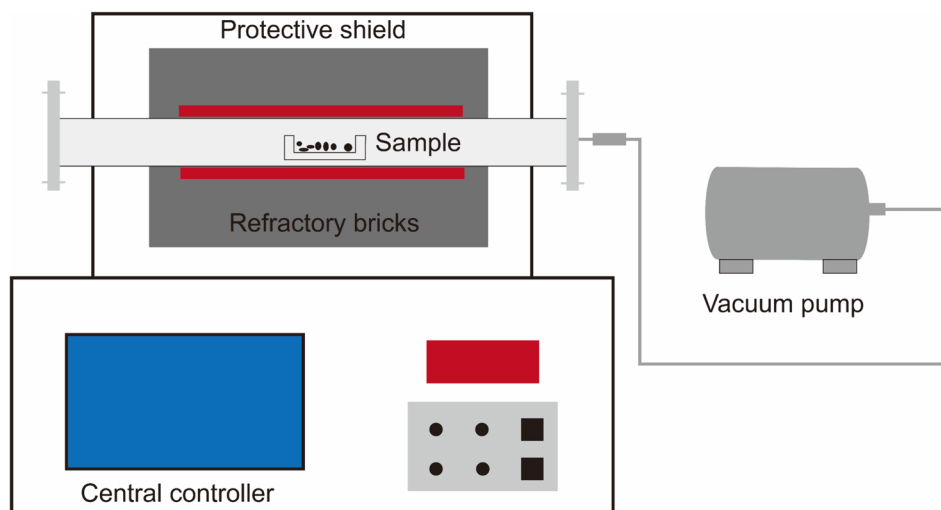 Protective shield
Sample
Refractory bricks
Vacuum pump
Central controller